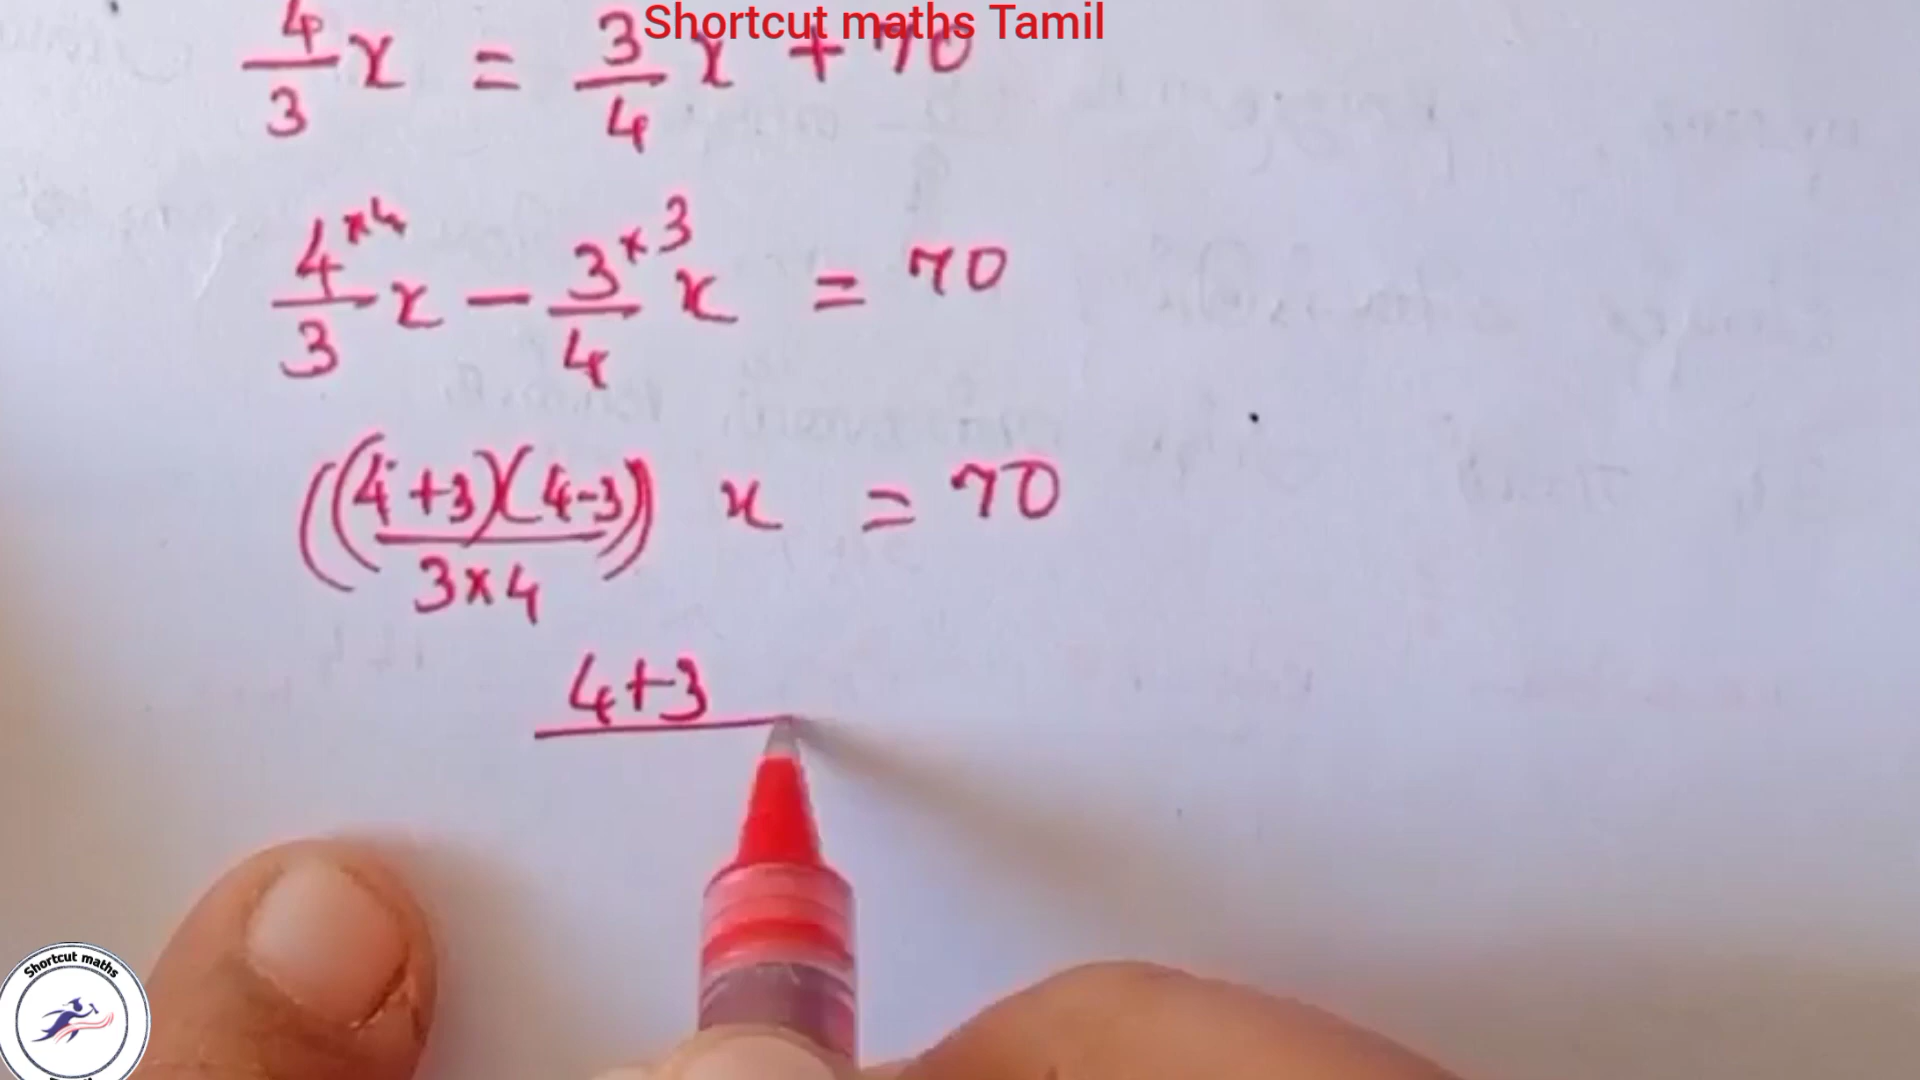 Shortcut maths Tamil
4/3 x = 3/4 x + 70
4×4/3 x - 3×3/4 x = 70
((4+3)(4-3)/3×4) x = 70
4+3
Shortcut maths